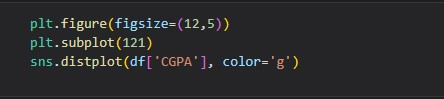 plt.figure(figsize=(12,5))
plt.subplot(121)
sns.distplot(df['CGPA'], color='g')